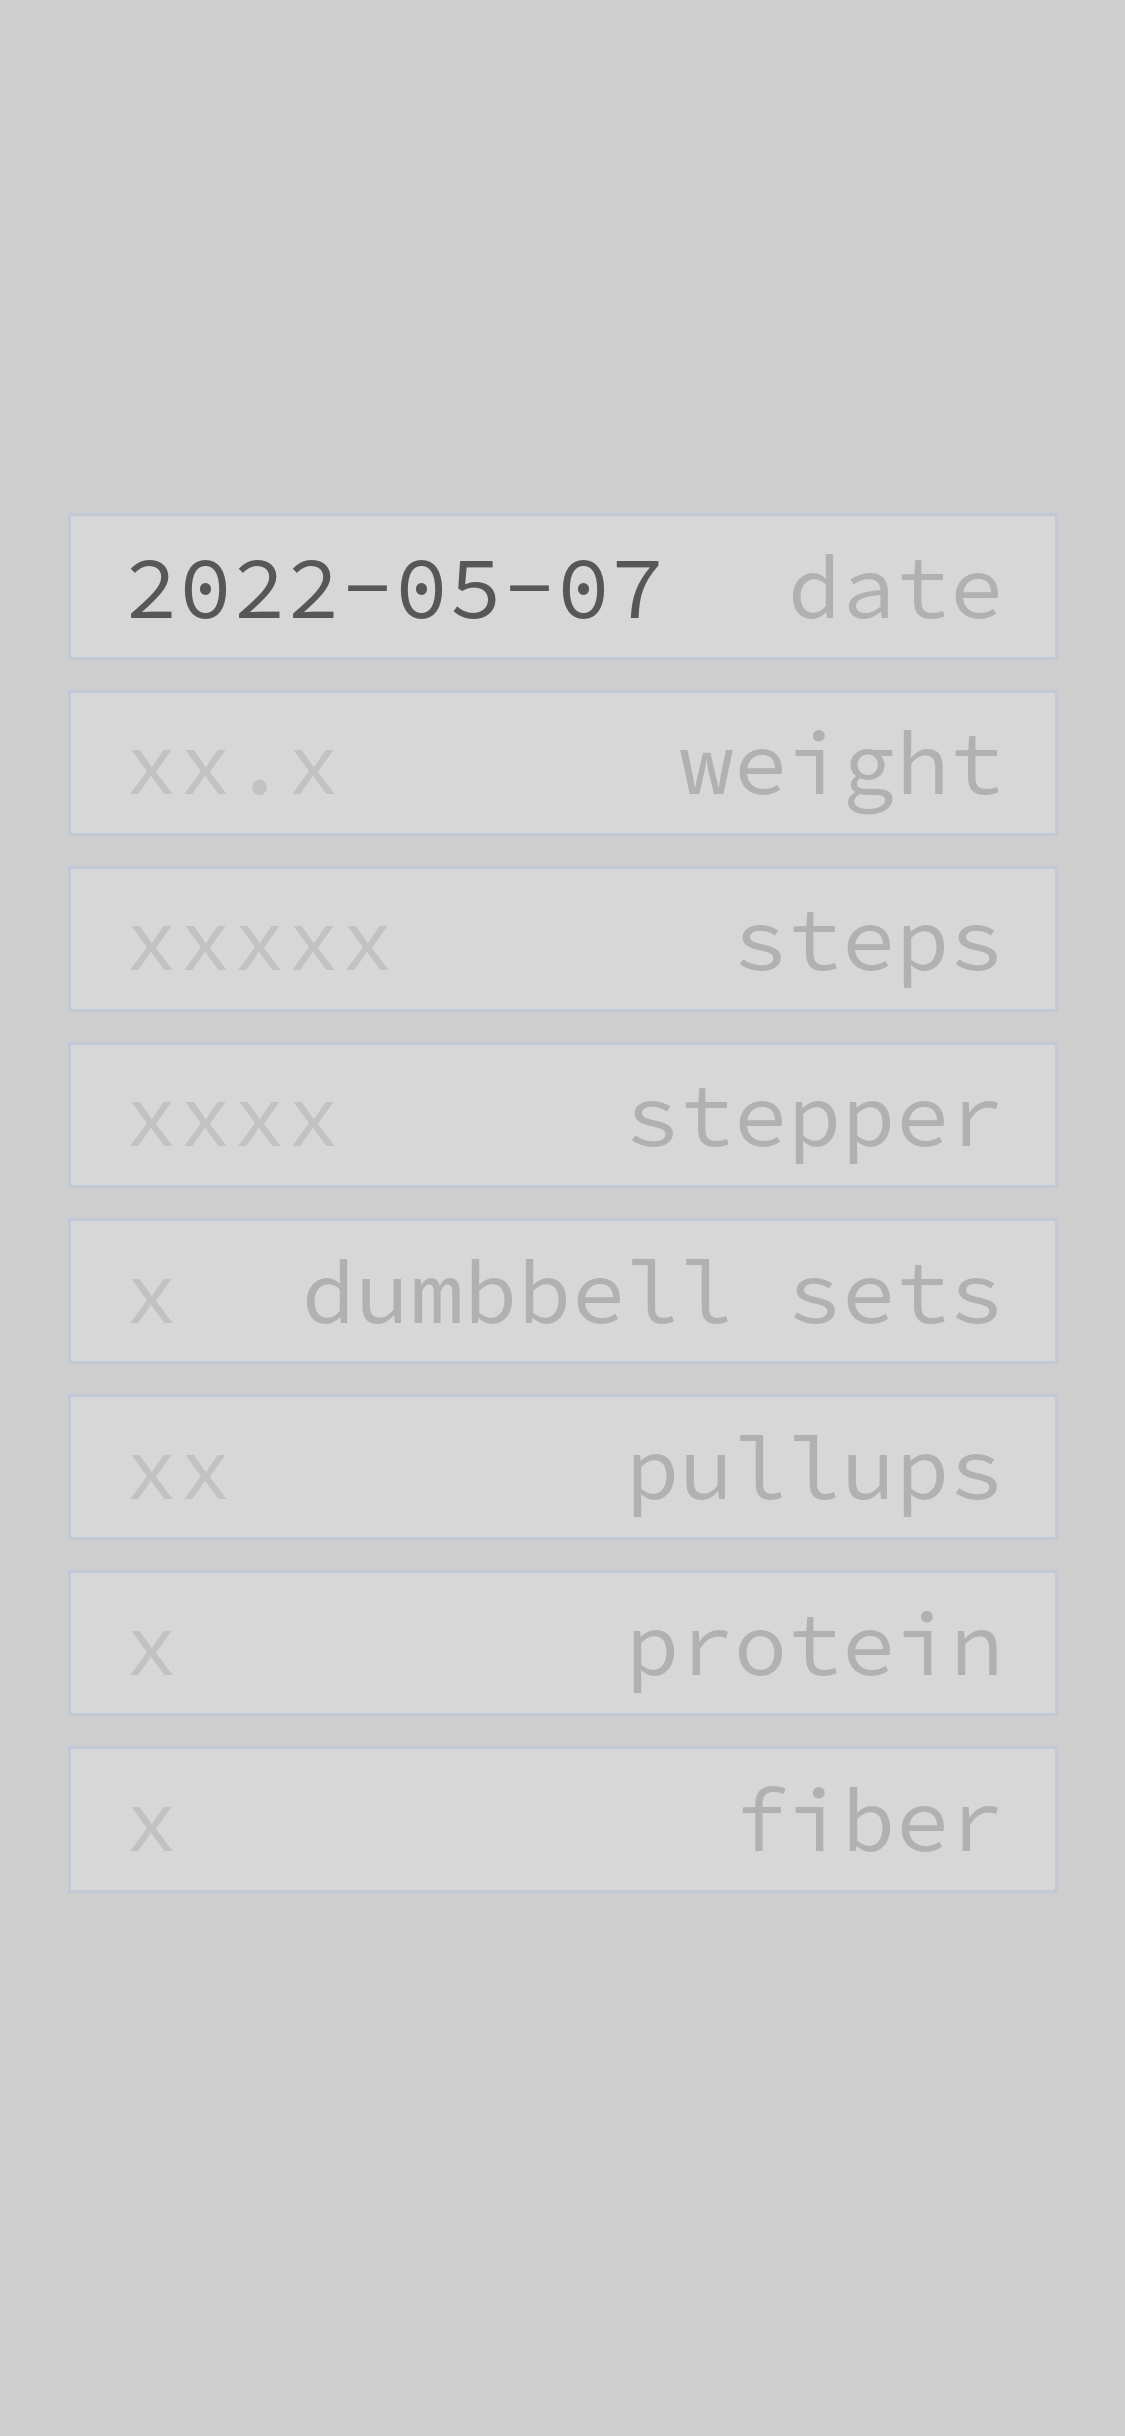 2022-05-07 date
xx.x weight
xxxxx steps
xxxx stepper
x dumbbell sets
xx pullups
x protein
x fiber